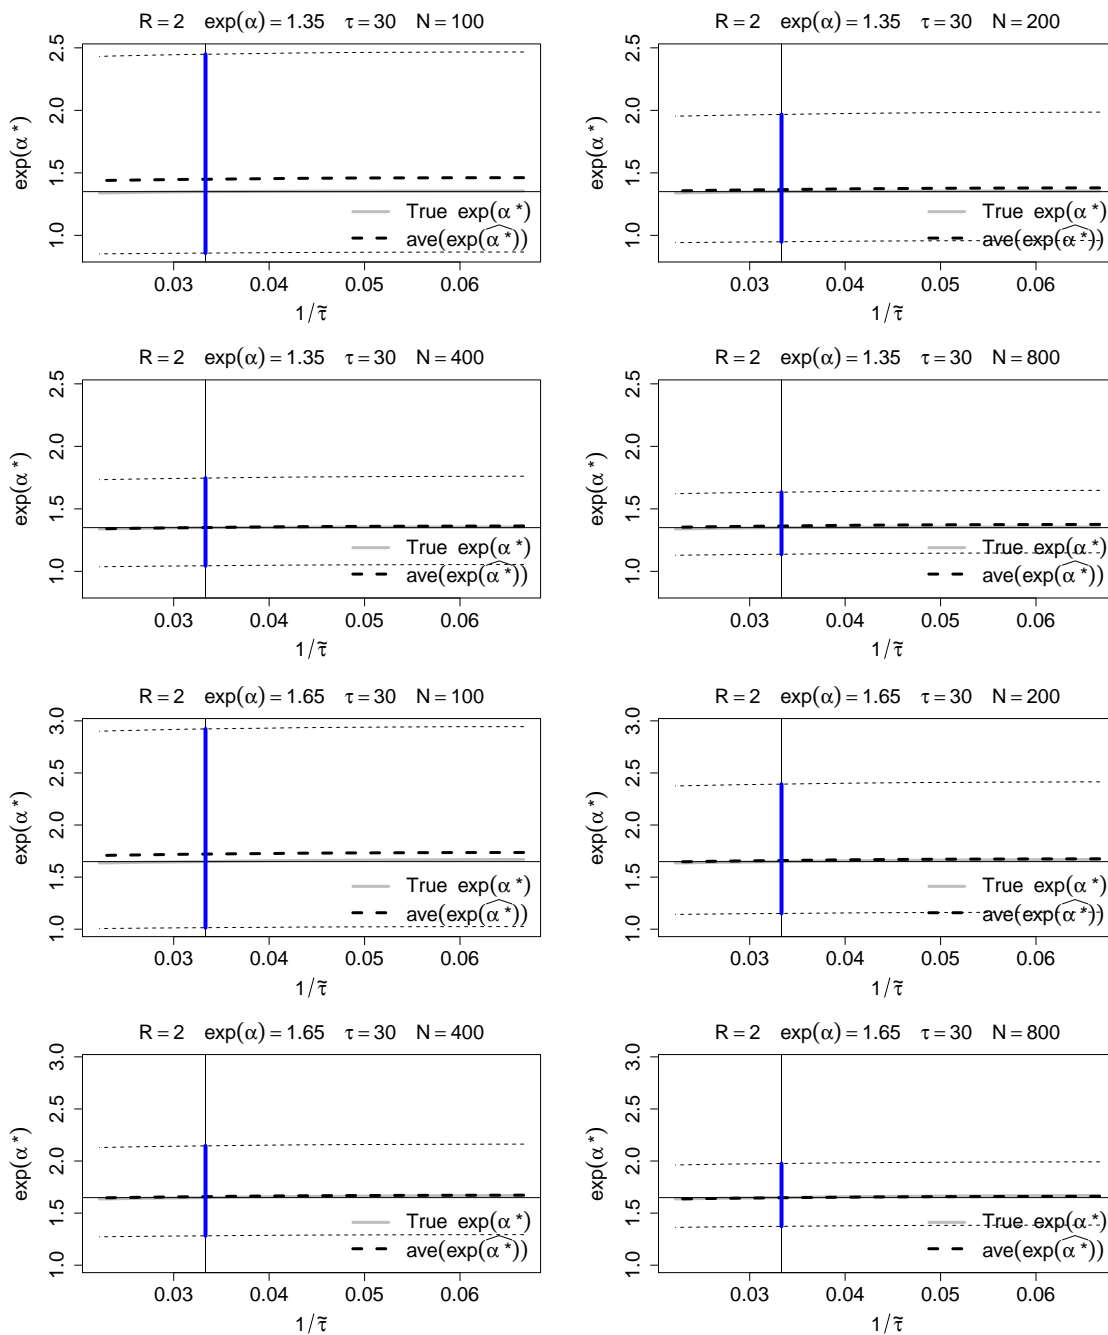 R = 2 exp(α) = 1.35 τ = 30 N = 100
exp(α*)
2.5
2.0
1.5
1.0
True exp(α*)
ave(exp(α̂*))
0.03 0.04 0.05 0.06
1/τ̃
R = 2 exp(α) = 1.35 τ = 30 N = 200
exp(α*)
2.5
2.0
1.5
1.0
True exp(α*)
ave(exp(α̂*))
0.03 0.04 0.05 0.06
1/τ̃
R = 2 exp(α) = 1.35 τ = 30 N = 400
exp(α*)
2.5
2.0
1.5
1.0
True exp(α*)
ave(exp(α̂*))
0.03 0.04 0.05 0.06
1/τ̃
R = 2 exp(α) = 1.35 τ = 30 N = 800
exp(α*)
2.5
2.0
1.5
1.0
True exp(α*)
ave(exp(α̂*))
0.03 0.04 0.05 0.06
1/τ̃
R = 2 exp(α) = 1.65 τ = 30 N = 100
exp(α*)
3.0
2.5
2.0
1.5
1.0
True exp(α*)
ave(exp(α̂*))
0.03 0.04 0.05 0.06
1/τ̃
R = 2 exp(α) = 1.65 τ = 30 N = 200
exp(α*)
3.0
2.5
2.0
1.5
1.0
True exp(α*)
ave(exp(α̂*))
0.03 0.04 0.05 0.06
1/τ̃
R = 2 exp(α) = 1.65 τ = 30 N = 400
exp(α*)
3.0
2.5
2.0
1.5
1.0
True exp(α*)
ave(exp(α̂*))
0.03 0.04 0.05 0.06
1/τ̃
R = 2 exp(α) = 1.65 τ = 30 N = 800
exp(α*)
3.0
2.5
2.0
1.5
1.0
True exp(α*)
ave(exp(α̂*))
0.03 0.04 0.05 0.06
1/τ̃